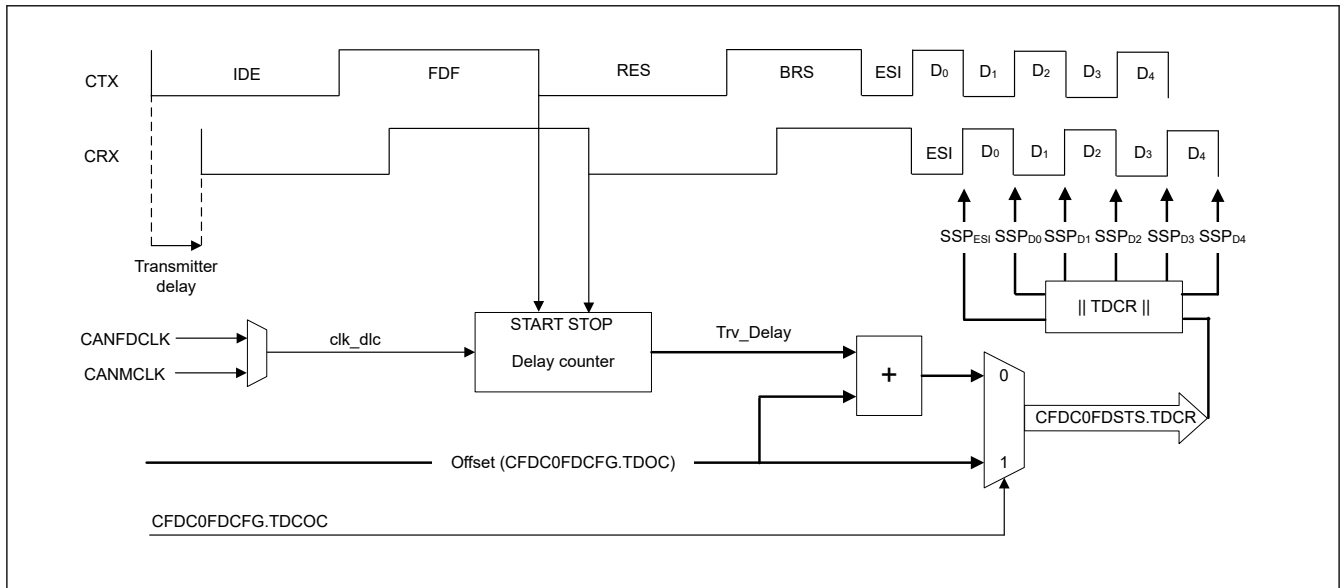 CTX IDE FDF RES BRS ESI D0 D1 D2 D3 D4
CRX ESI D0 D1 D2 D3 D4
SSPESI SSPD0 SSPD1 SSPD2 SSPD3 SSPD4
Transmitter
delay
|| TDCR ||
START STOP
Delay counter
CANFDCLK
CANMCLK
clk_dlc
Trv_Delay
+
0
CFDC0FDSTS.TDCR
Offset (CFDC0FDCFG.TDOC)
1
CFDC0FDCFG.TDCOC